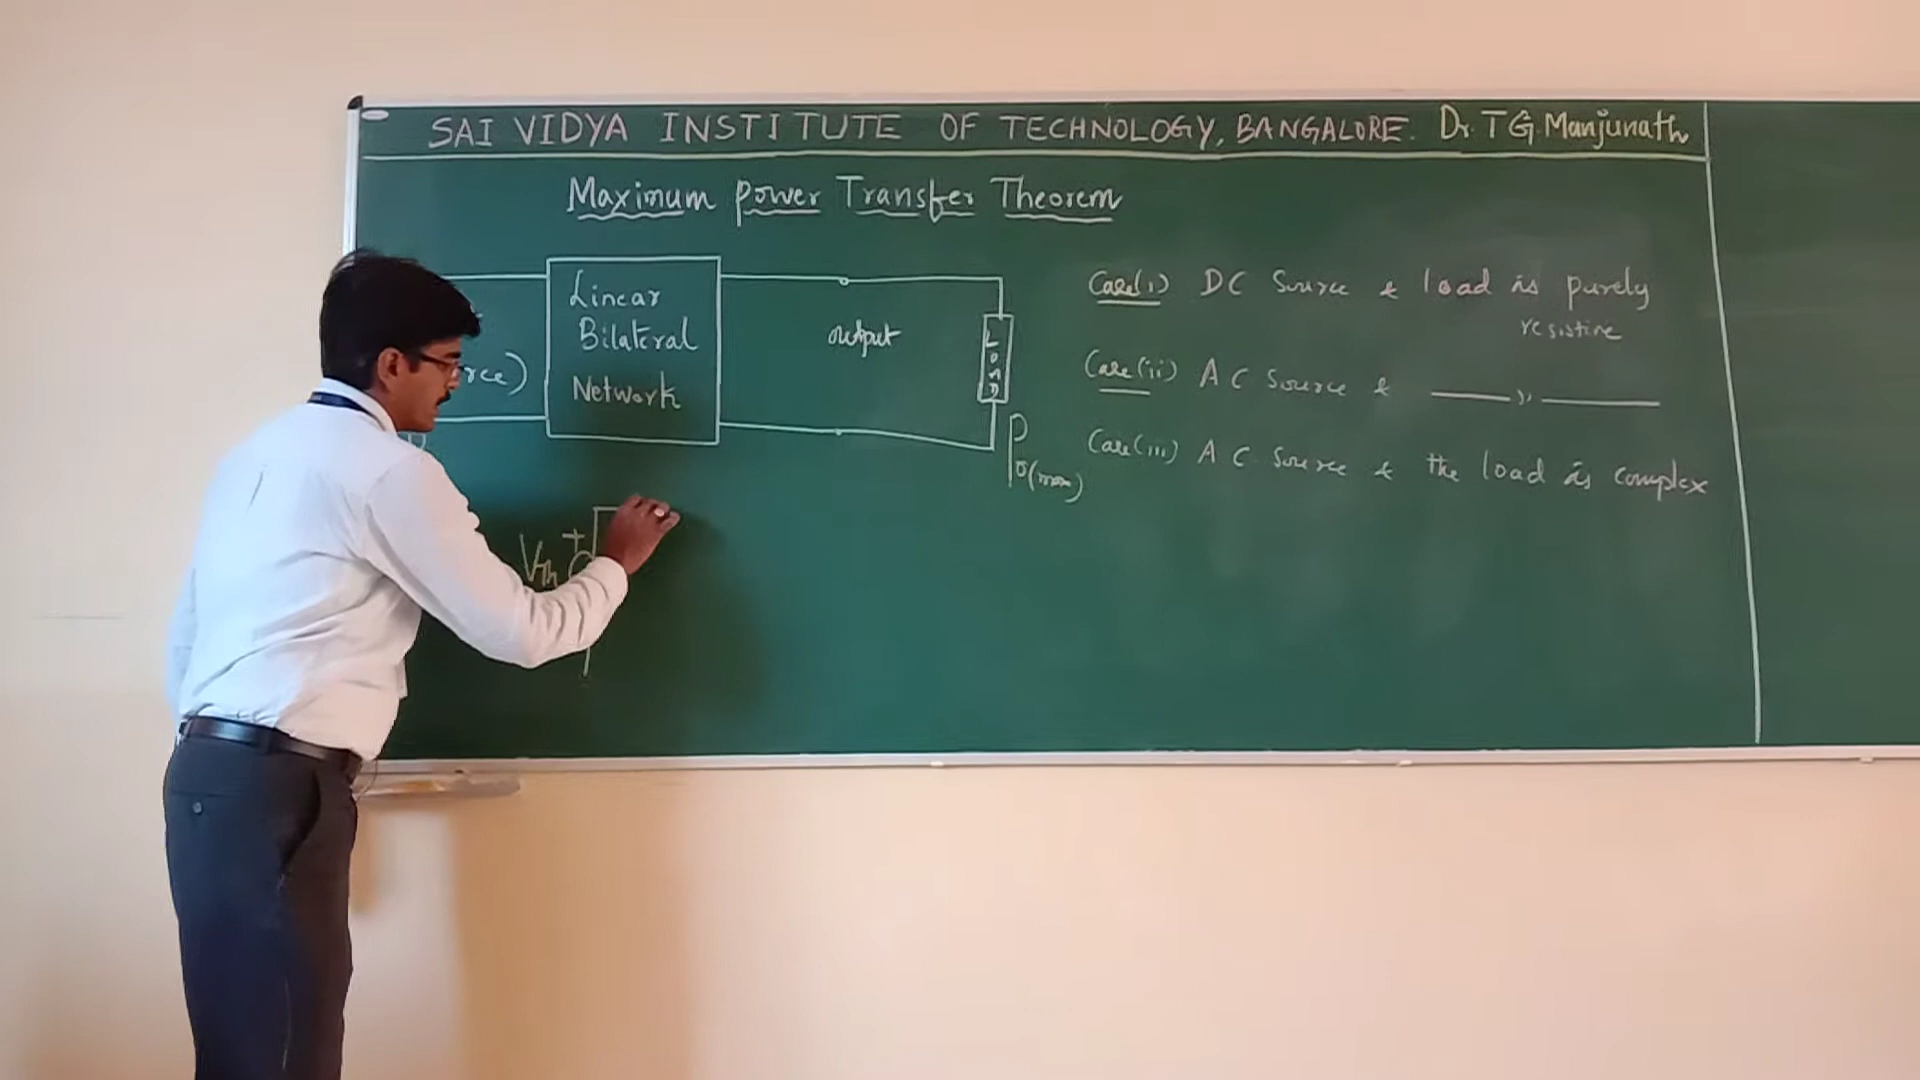 SAI VIDYA INSTITUTE OF TECHNOLOGY, BANGALORE. Dr. T G. Manjunath
Maximum power Transfer Theorem
Linear
Bilateral
Network
rce)
output
LOAD
Po(max)
Case(i) DC Source & load is purely
resistive
Case(ii) AC Source & —— ,, ——
Case(iii) AC Source & the load is complex
Vth +